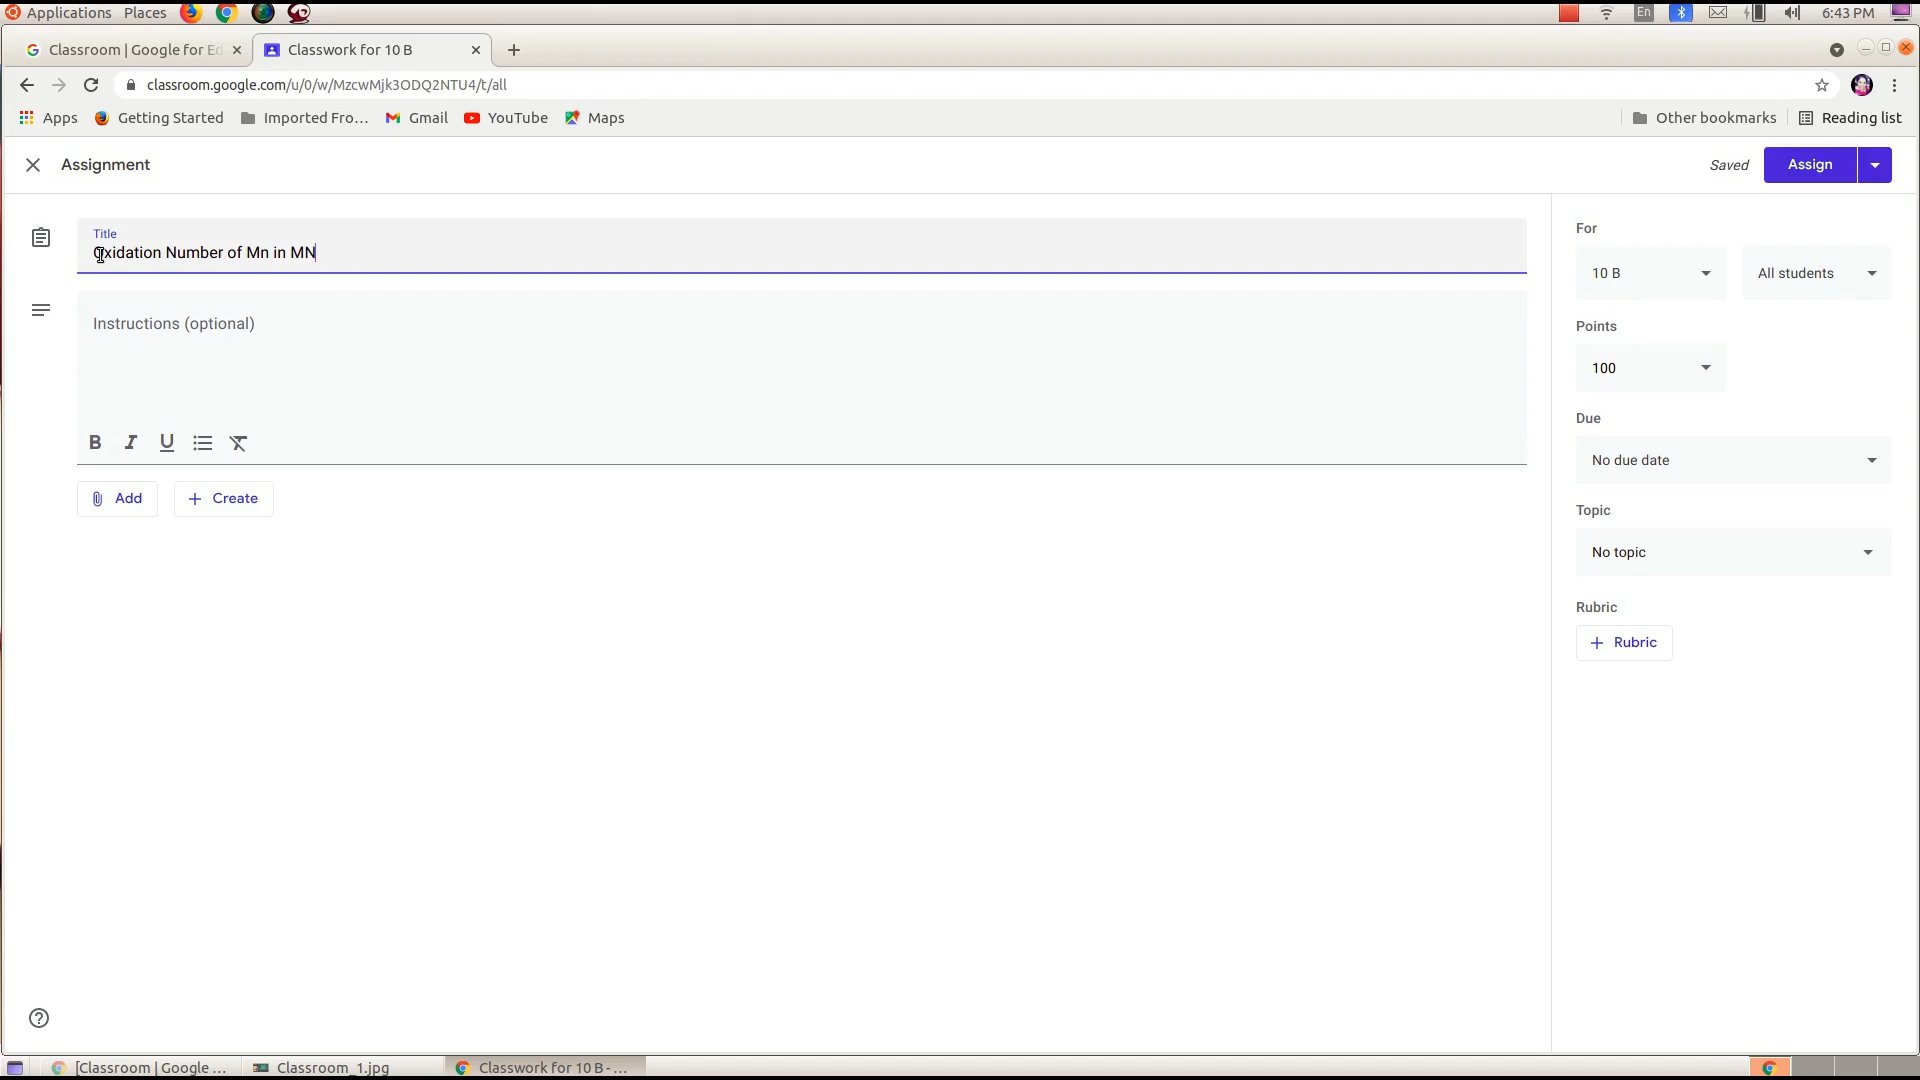 Applications Places En 6:43 PM
Classroom | Google for Ed Classwork for 10 B
classroom.google.com/u/0/w/MzcwMjk3ODQ2NTU4/t/all
Apps Getting Started Imported Fro... Gmail YouTube Maps Other bookmarks Reading list
Assignment Saved Assign
Title
Oxidation Number of Mn in MN
Instructions (optional)
B I U
Add Create
For
10 B All students
Points
100
Due
No due date
Topic
No topic
Rubric
Rubric
[Classroom | Google ... Classroom_1.jpg Classwork for 10 B - ...